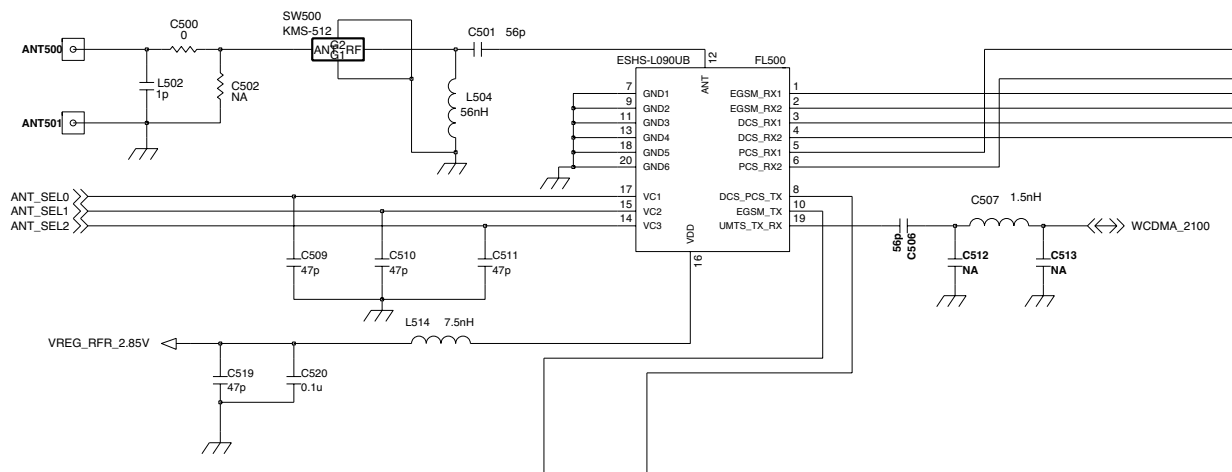 C500
0
SW500
KMS-512
C501 56p
ANT500
ANT
G2
G1
RF
12
ESHS-L090UB
FL500
ANT
L502
1p
C502
NA
L504
56nH
ANT501
7 GND1
9 GND2
11 GND3
13 GND4
18 GND5
20 GND6
EGSM_RX1 1
EGSM_RX2 2
DCS_RX1 3
DCS_RX2 4
PCS_RX1 5
PCS_RX2 6
ANT_SEL0
ANT_SEL1
ANT_SEL2
17 VC1
15 VC2
14 VC3
DCS_PCS_TX 8
EGSM_TX 10
UMTS_TX_RX 19
VDD
16
C507 1.5nH
56p
C506
WCDMA_2100
C512
NA
C513
NA
C509
47p
C510
47p
C511
47p
L514 7.5nH
VREG_RFR_2.85V
C519
47p
C520
0.1u